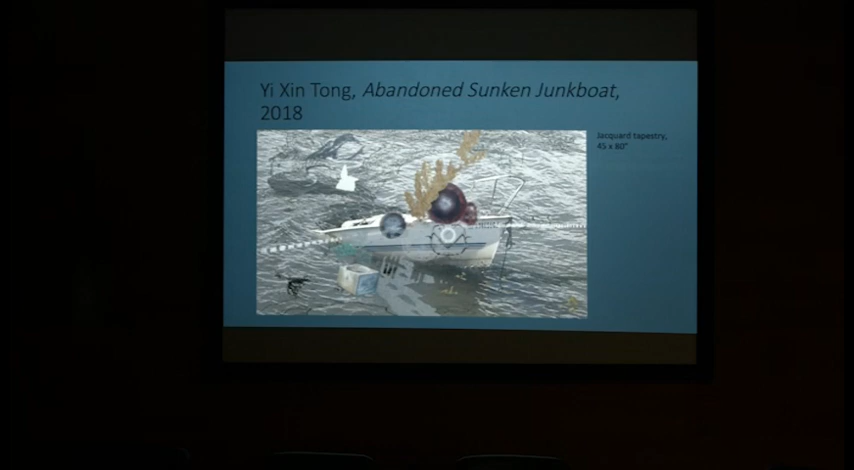 Yi Xin Tong, Abandoned Sunken Junkboat,
2018
Jacquard tapestry,
45 x 80"